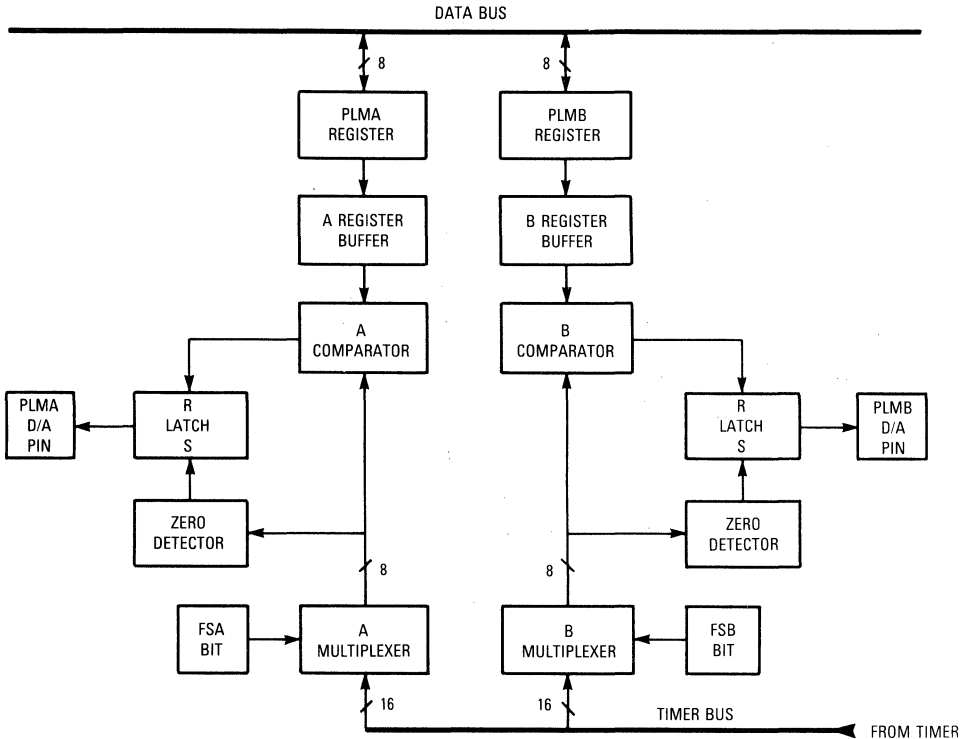 DATA BUS
8
8
PLMA
REGISTER
PLMB
REGISTER
A REGISTER
BUFFER
B REGISTER
BUFFER
A
COMPARATOR
B
COMPARATOR
PLMA
D/A
PIN
R
LATCH
S
R
LATCH
S
PLMB
D/A
PIN
ZERO
DETECTOR
ZERO
DETECTOR
8
8
FSA
BIT
A
MULTIPLEXER
B
MULTIPLEXER
FSB
BIT
16
16
TIMER BUS
FROM TIMER